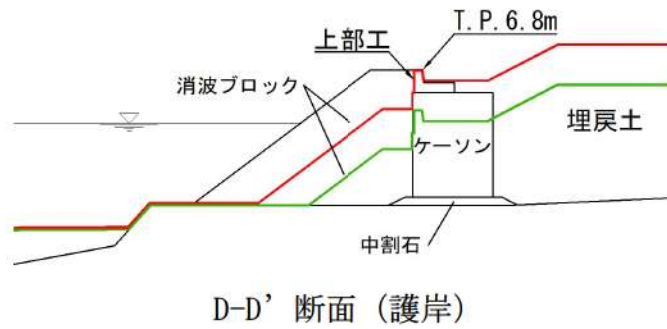 T.P.6.8m
上部工
消波ブロック
埋戻土
ケーソン
中割石
D-D’ 断面 (護岸)